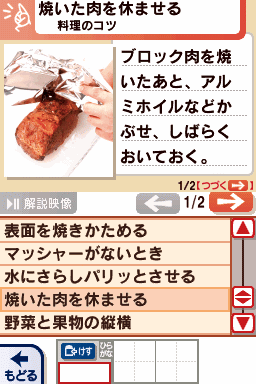 焼いた肉を休ませる
料理のコツ
ブロック肉を焼
いたあと、アル
ミホイルなどか
ぶせ、しばらく
おいておく。
1/2【つづく➡】
▶II 解説映像
1/2
表面を焼きかためる
マッシャーがないとき
水にさらしパリッとさせる
焼いた肉を休ませる
野菜と果物の縦横
もどる
けす
ひら
がな